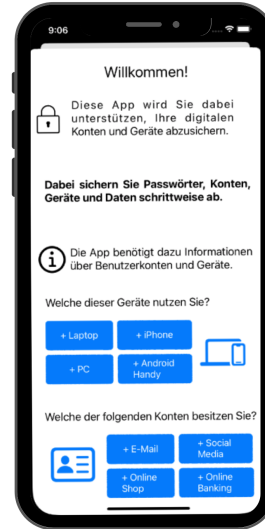 9:06
Willkommen!
Diese App wird Sie dabei
unterstützen, Ihre digitalen
Konten und Geräte abzusichern.
Dabei sichern Sie Passwörter, Konten,
Geräte und Daten schrittweise ab.
Die App benötigt dazu Informationen
über Benutzerkonten und Geräte.
Welche dieser Geräte nutzen Sie?
+ Laptop
+ iPhone
+ PC
+ Android
Handy
Welche der folgenden Konten besitzen Sie?
+ E-Mail
+ Social
Media
+ Online
Shop
+ Online
Banking